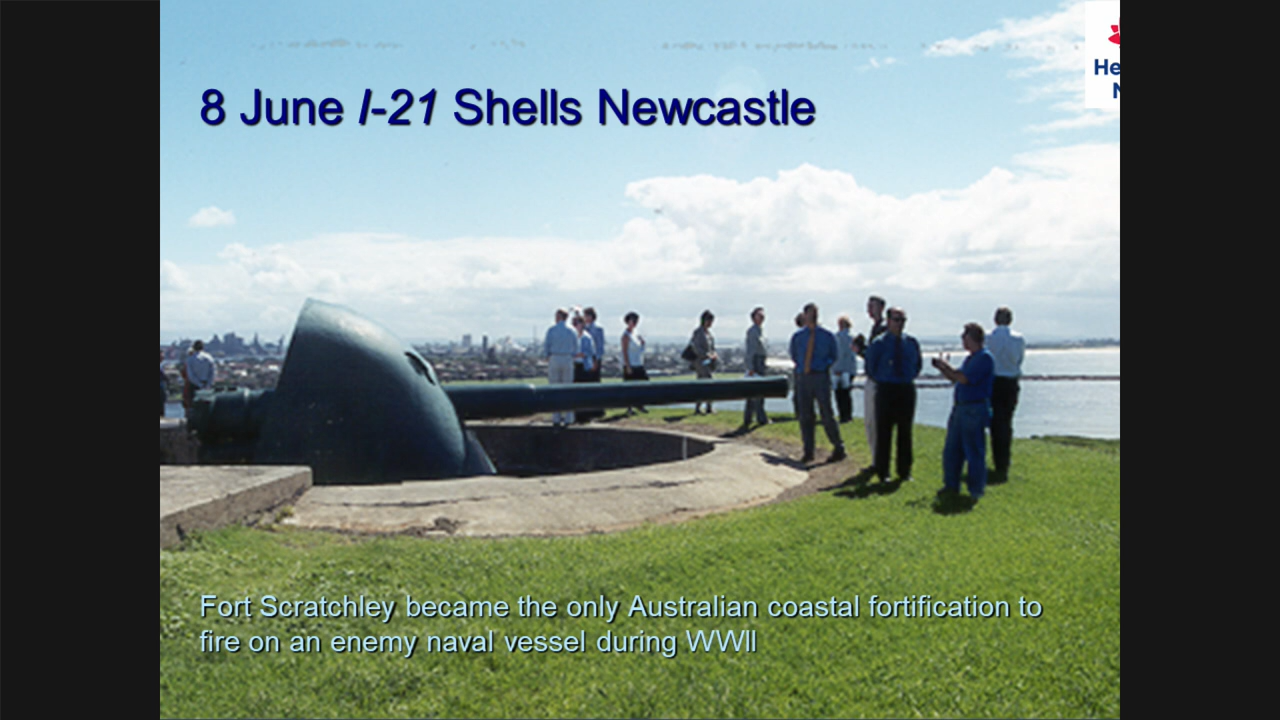 8 June I-21 Shells Newcastle
Fort Scratchley became the only Australian coastal fortification to
fire on an enemy naval vessel during WWII